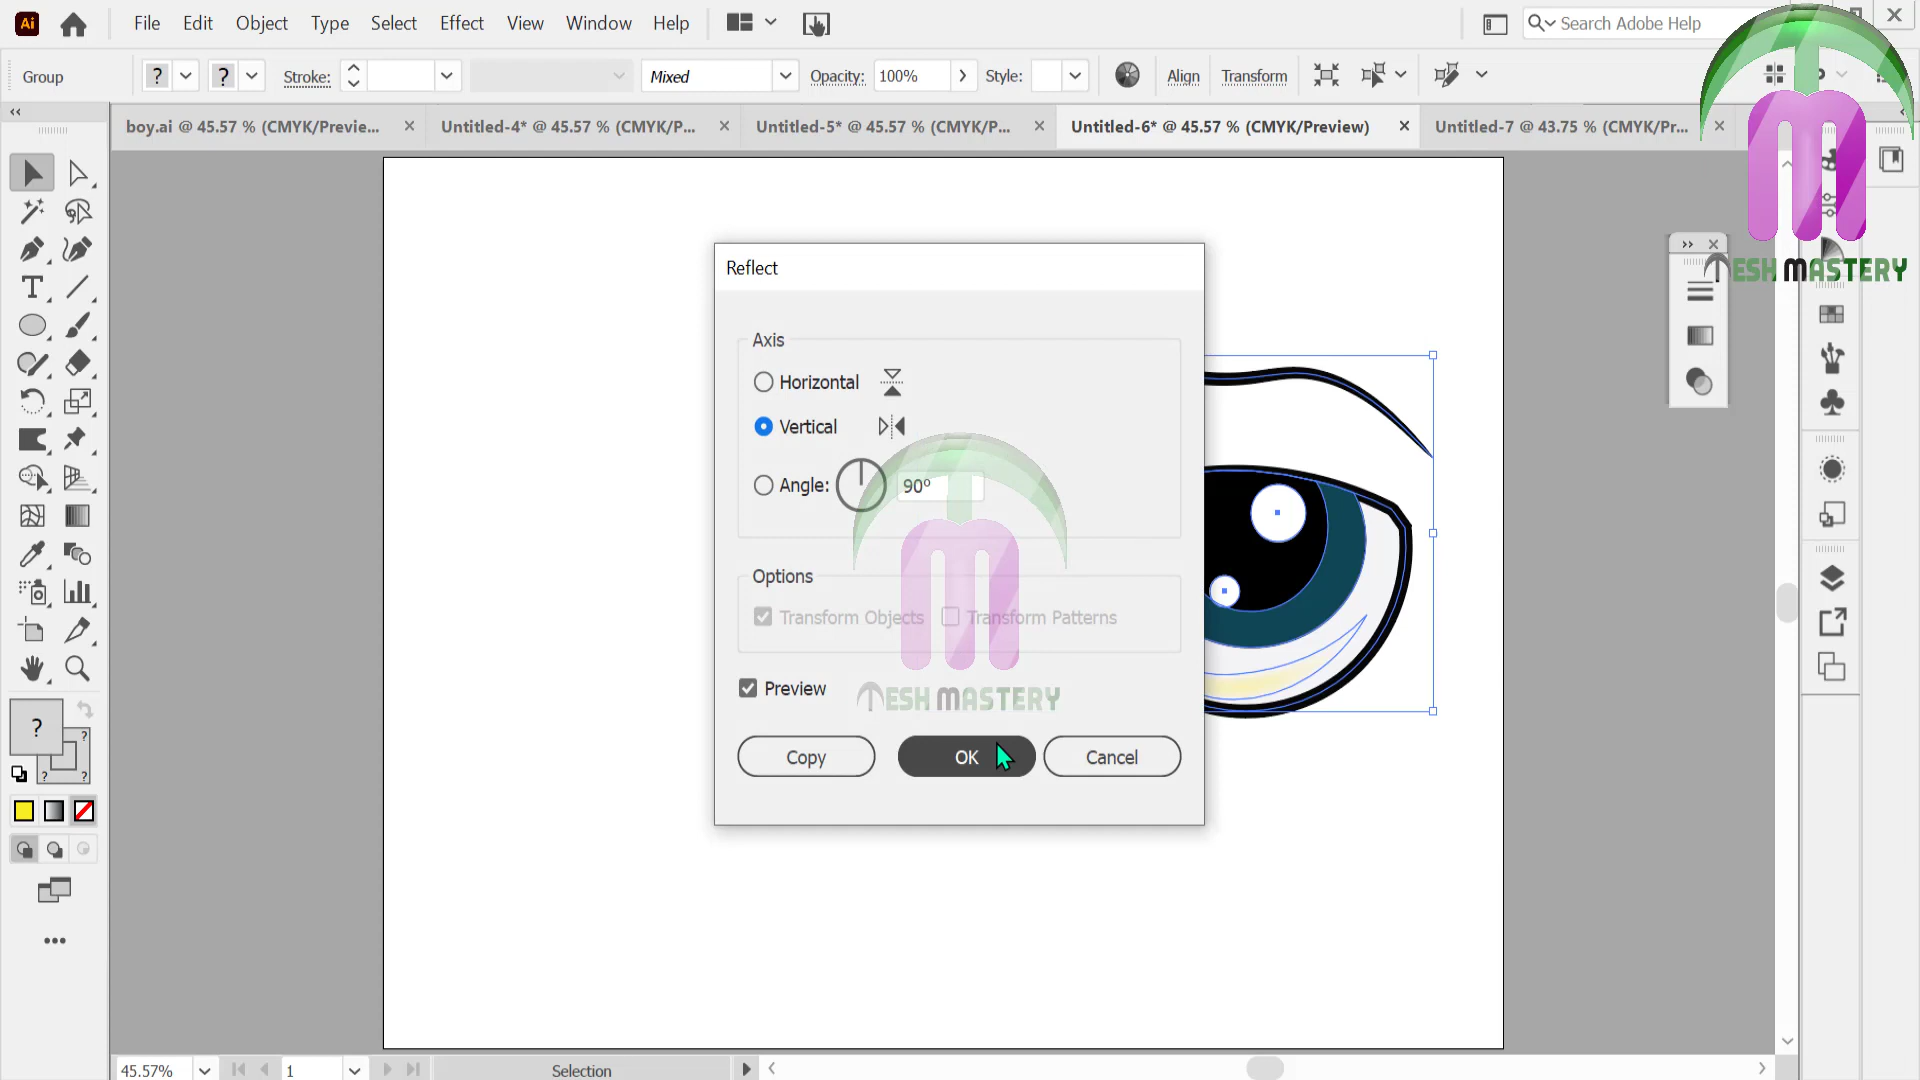 Ai File Edit Object Type Select Effect View Window Help Search Adobe Help
Group ? ? Stroke: Mixed Opacity: 100% Style: Align Transform
boy.ai @ 45.57 % (CMYK/Previe... Untitled-4* @ 45.57 % (CMYK/P... Untitled-5* @ 45.57 % (CMYK/P... Untitled-6* @ 45.57 % (CMYK/Preview) Untitled-7 @ 43.75 % (CMYK/Pr...
MESH MASTERY
Reflect
Axis
Horizontal
Vertical
Angle: 90º
Options
Transform Objects Transform Patterns
Preview
MESH MASTERY
Copy OK Cancel
?
?
? ?
45.57% 1 Selection